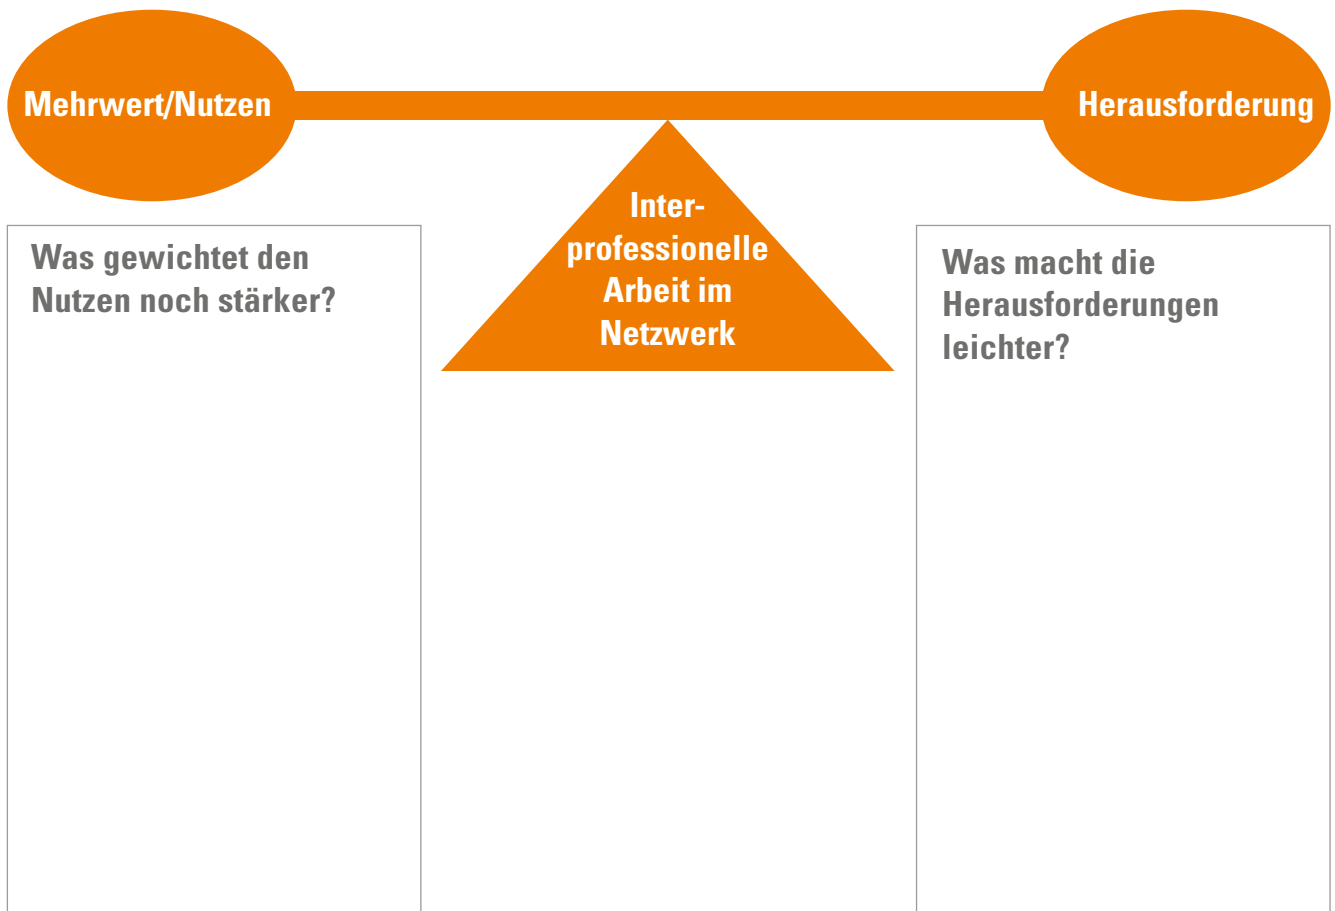 Mehrwert/Nutzen
Herausforderung
Inter-
professionelle
Arbeit im
Netzwerk
Was gewichtet den
Nutzen noch stärker?
Was macht die
Herausforderungen
leichter?